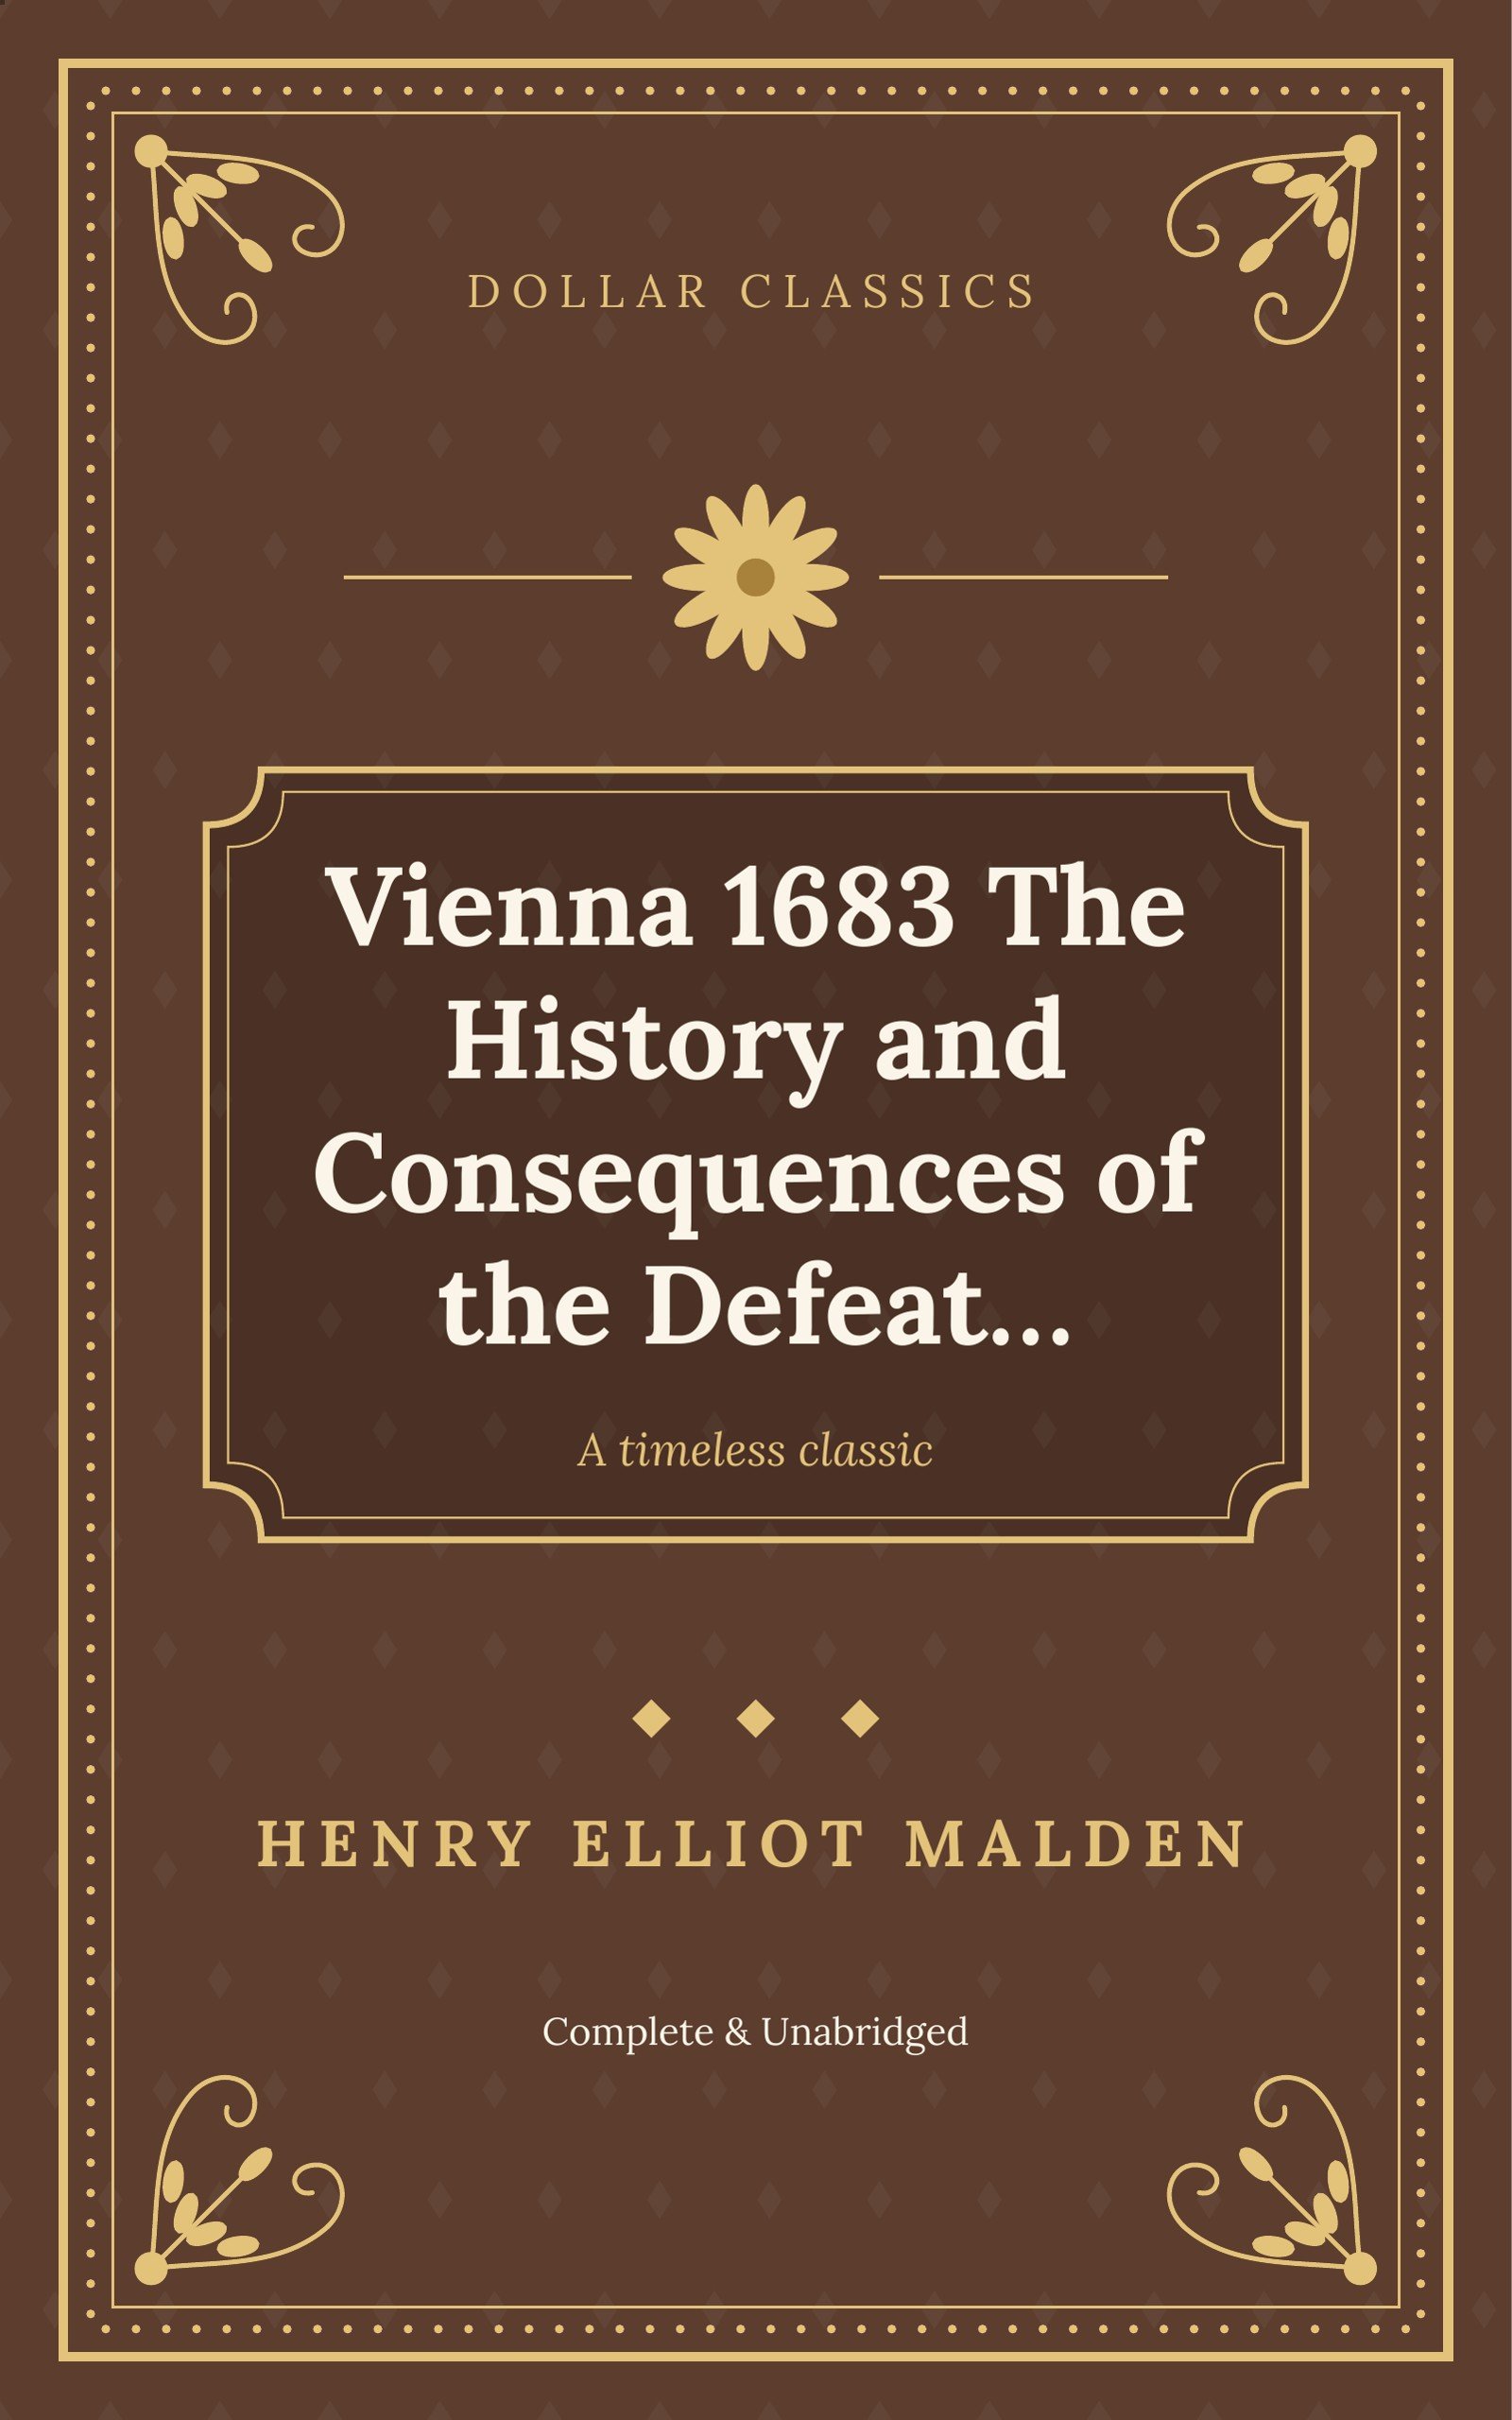 DOLLAR CLASSICS
Vienna 1683 The
History and
Consequences of
the Defeat...
A timeless classic
HENRY ELLIOT MALDEN
Complete & Unabridged